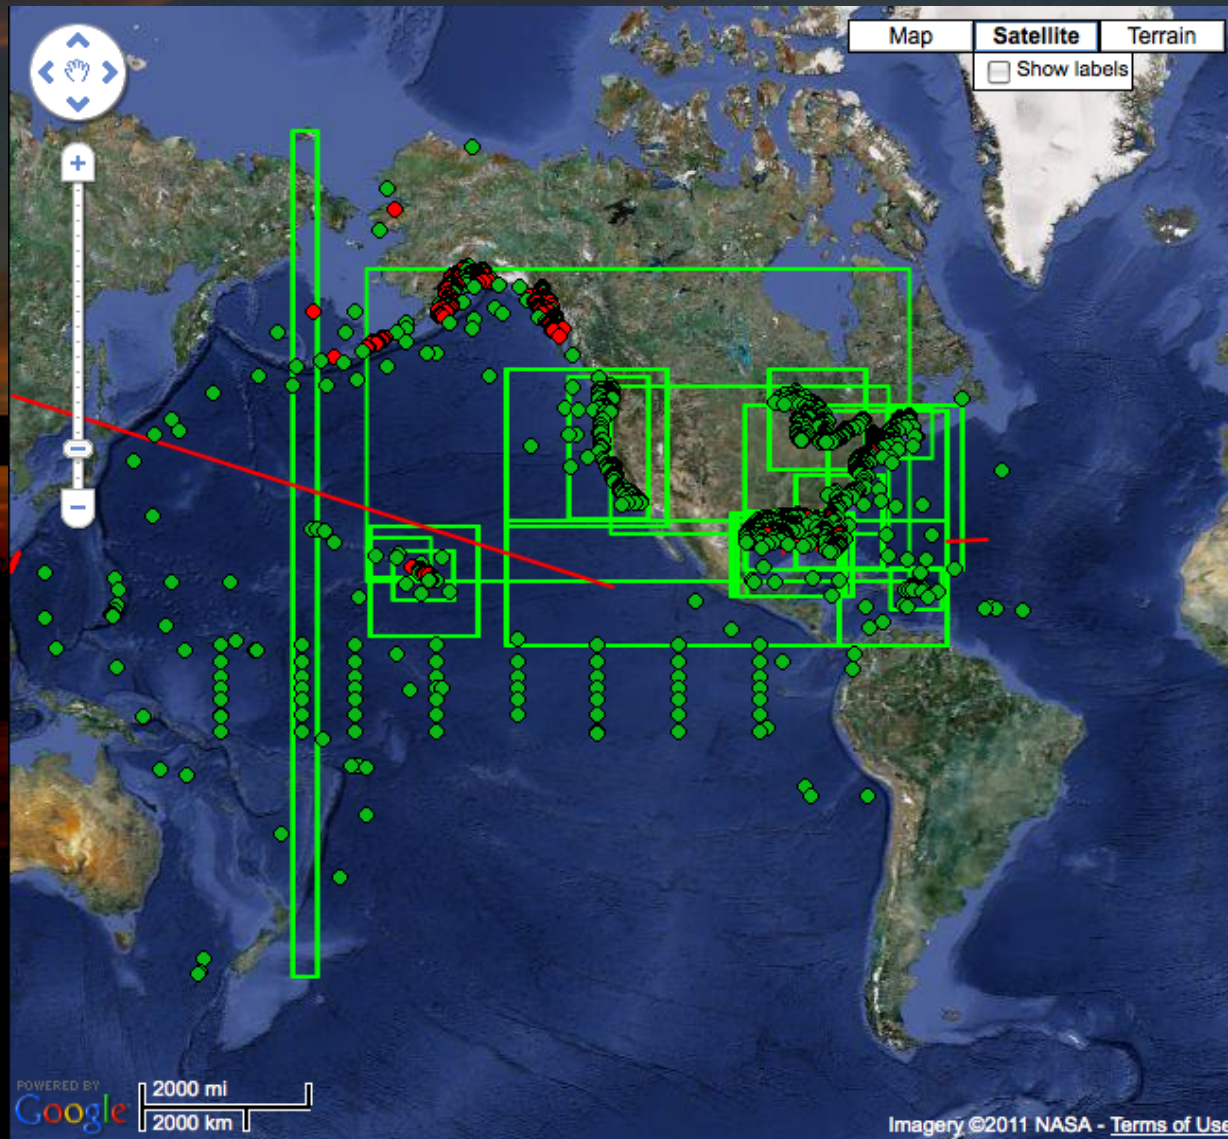 Map Satellite Terrain
Show labels
POWERED BY
Google
2000 mi
2000 km
Imagery ©2011 NASA - Terms of Use